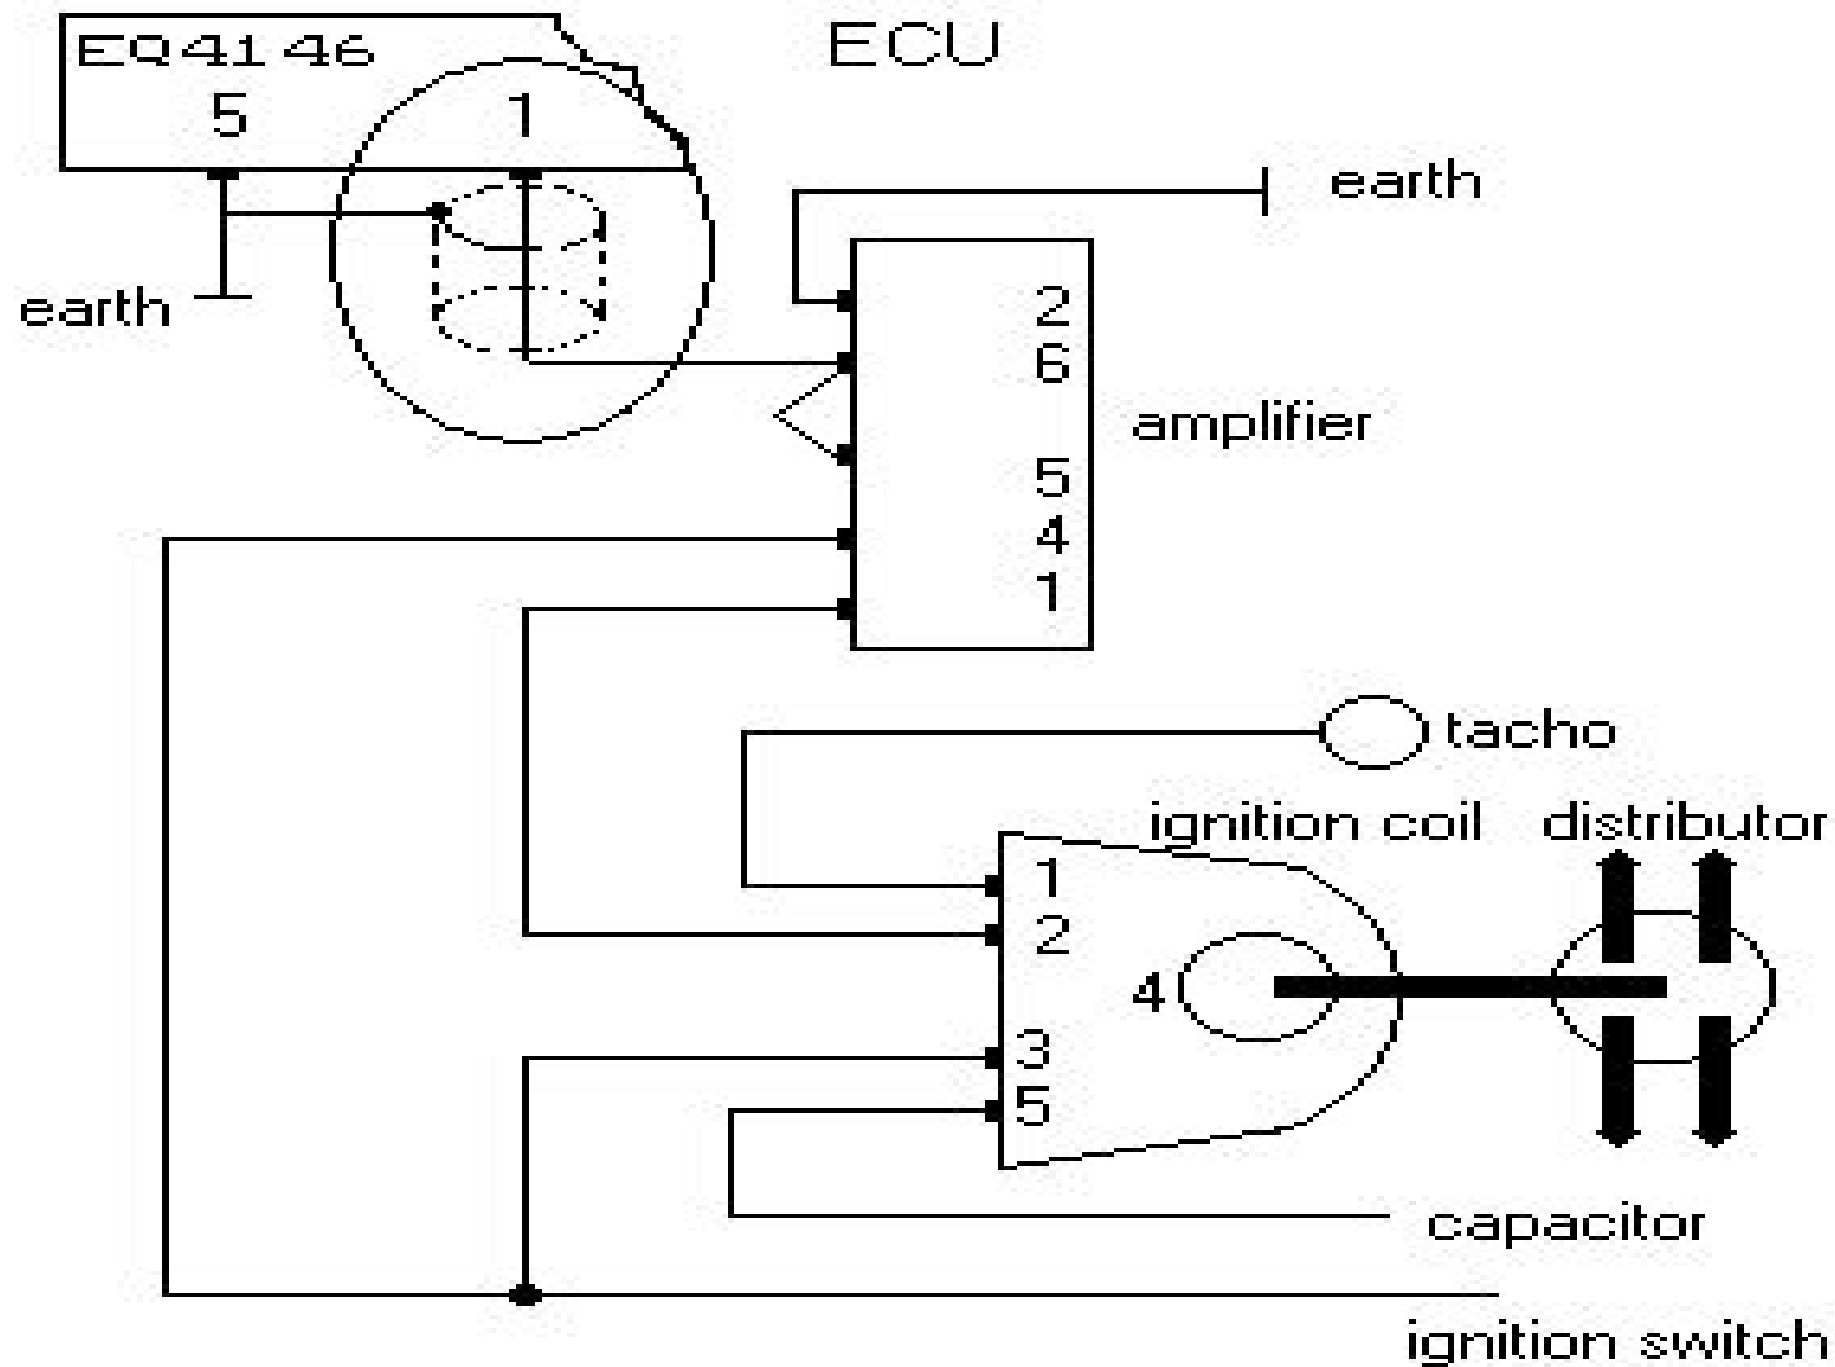 EQ4146
ECU
5 1
earth
earth
2
6
amplifier
5
4
1
tacho
ignition coil distributor
1
2
4
3
5
capacitor
ignition switch